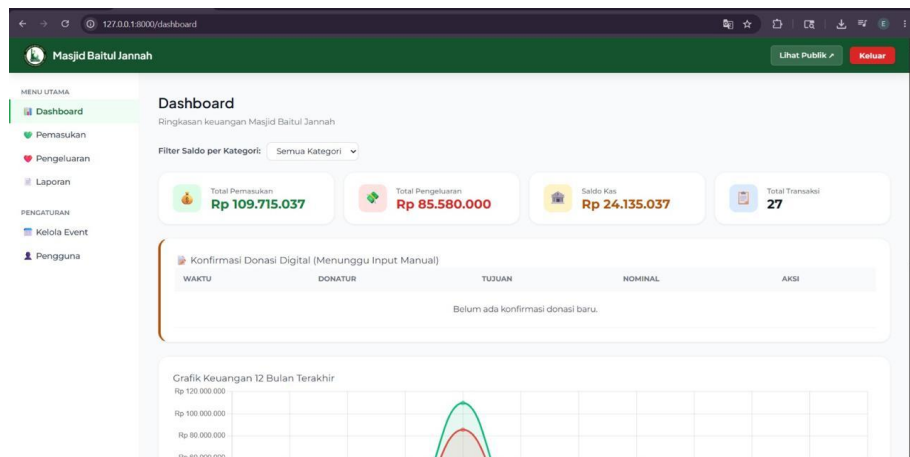 127.0.0.1:8000/dashboard
Masjid Baitul Jannah
Lihat Publik ↗
Keluar
MENU UTAMA
Dashboard
Pemasukan
Pengeluaran
Laporan
PENGATURAN
Kelola Event
Pengguna
Dashboard
Ringkasan keuangan Masjid Baitul Jannah
Filter Saldo per Kategori: Semua Kategori
Total Pemasukan
Rp 109.715.037
Total Pengeluaran
Rp 85.580.000
Saldo Kas
Rp 24.135.037
Total Transaksi
27
Konfirmasi Donasi Digital (Menunggu Input Manual)
WAKTU DONATUR TUJUAN NOMINAL AKSI
Belum ada konfirmasi donasi baru.
Grafik Keuangan 12 Bulan Terakhir
Rp 120.000.000
Rp 100.000.000
Rp 80.000.000
Rp 60.000.000